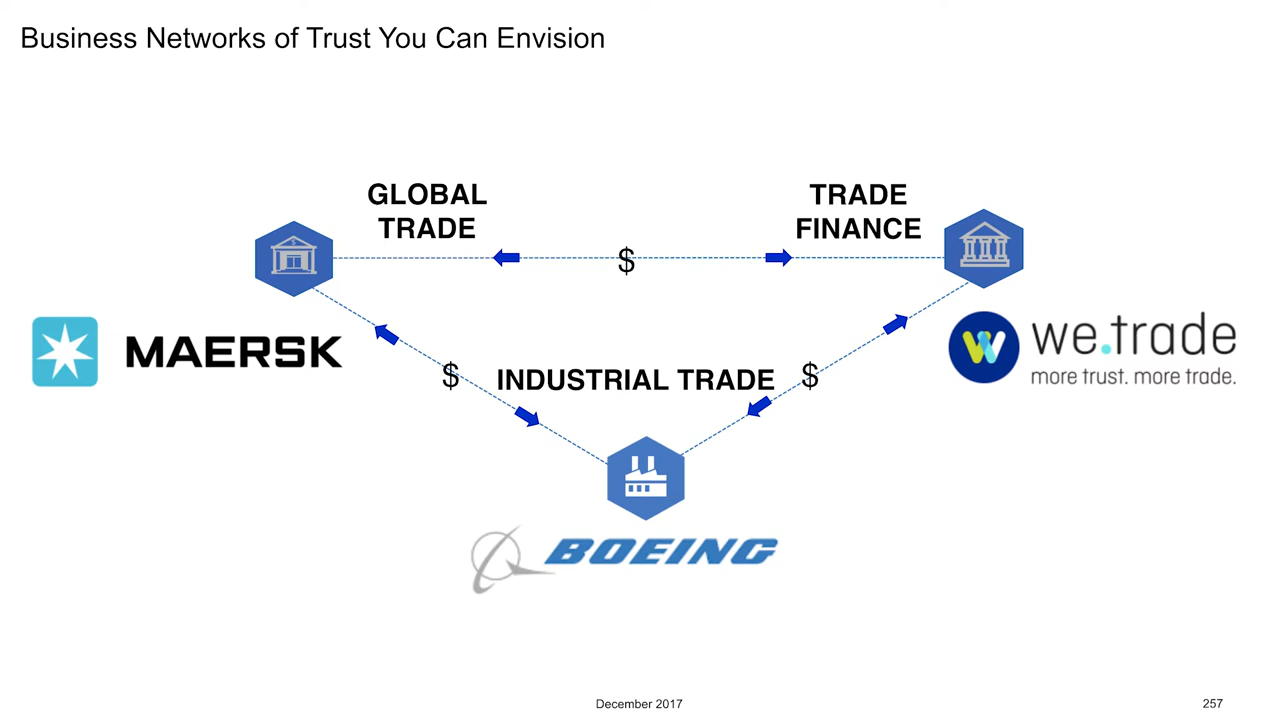 Business Networks of Trust You Can Envision
GLOBAL
TRADE
TRADE
FINANCE
$
MAERSK
we.trade
more trust. more trade.
$
INDUSTRIAL TRADE
$
BOEING
December 2017
257